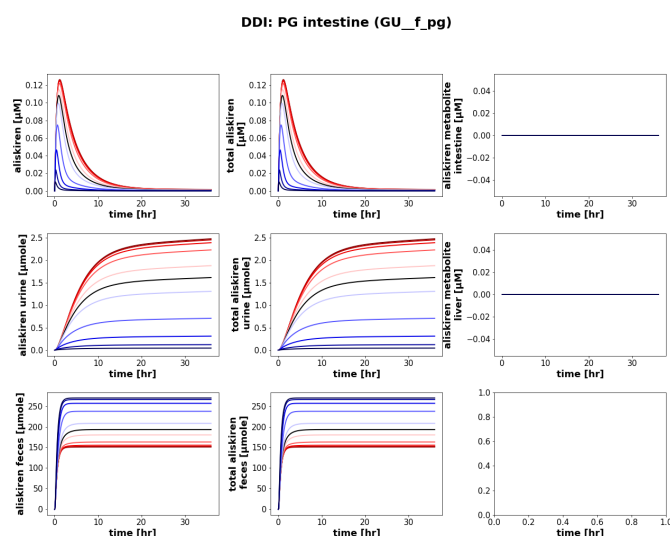 DDI: PG intestine (GU__f_pg)
aliskiren [µM]
0.12
0.10
0.08
0.06
0.04
0.02
0.00
0 10 20 30
time [hr]
total aliskiren
[µM]
0.12
0.10
0.08
0.06
0.04
0.02
0.00
0 10 20 30
time [hr]
aliskiren metabolite
intestine [µM]
0.04
0.02
0.00
−0.02
−0.04
0 10 20 30
time [hr]
aliskiren urine [µmole]
2.5
2.0
1.5
1.0
0.5
0.0
0 10 20 30
time [hr]
total aliskiren
urine [µmole]
2.5
2.0
1.5
1.0
0.5
0.0
0 10 20 30
time [hr]
aliskiren metabolite
liver [µM]
0.04
0.02
0.00
−0.02
−0.04
0 10 20 30
time [hr]
aliskiren feces [µmole]
250
200
150
100
50
0
0 10 20 30
time [hr]
total aliskiren
feces [µmole]
250
200
150
100
50
0
0 10 20 30
time [hr]
1.0
0.8
0.6
0.4
0.2
0.0
0.0 0.2 0.4 0.6 0.8 1.0
time [hr]